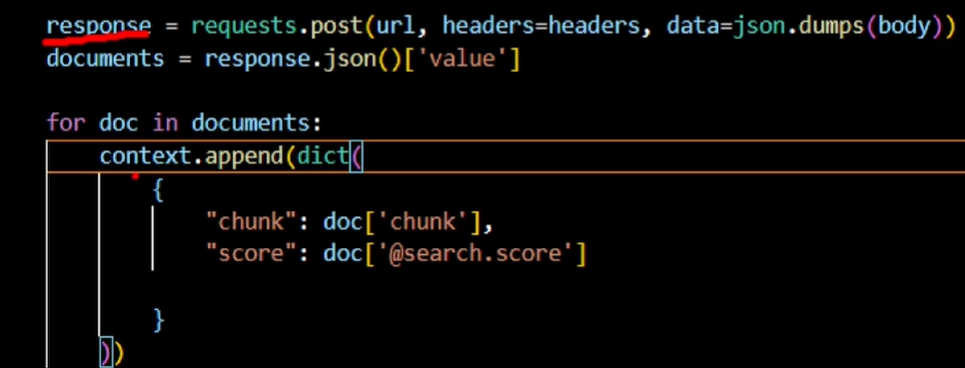 response = requests.post(url, headers=headers, data=json.dumps(body))
documents = response.json()['value']
for doc in documents:
context.append(dict(
{
"chunk": doc['chunk'],
"score": doc['@search.score']
}
))